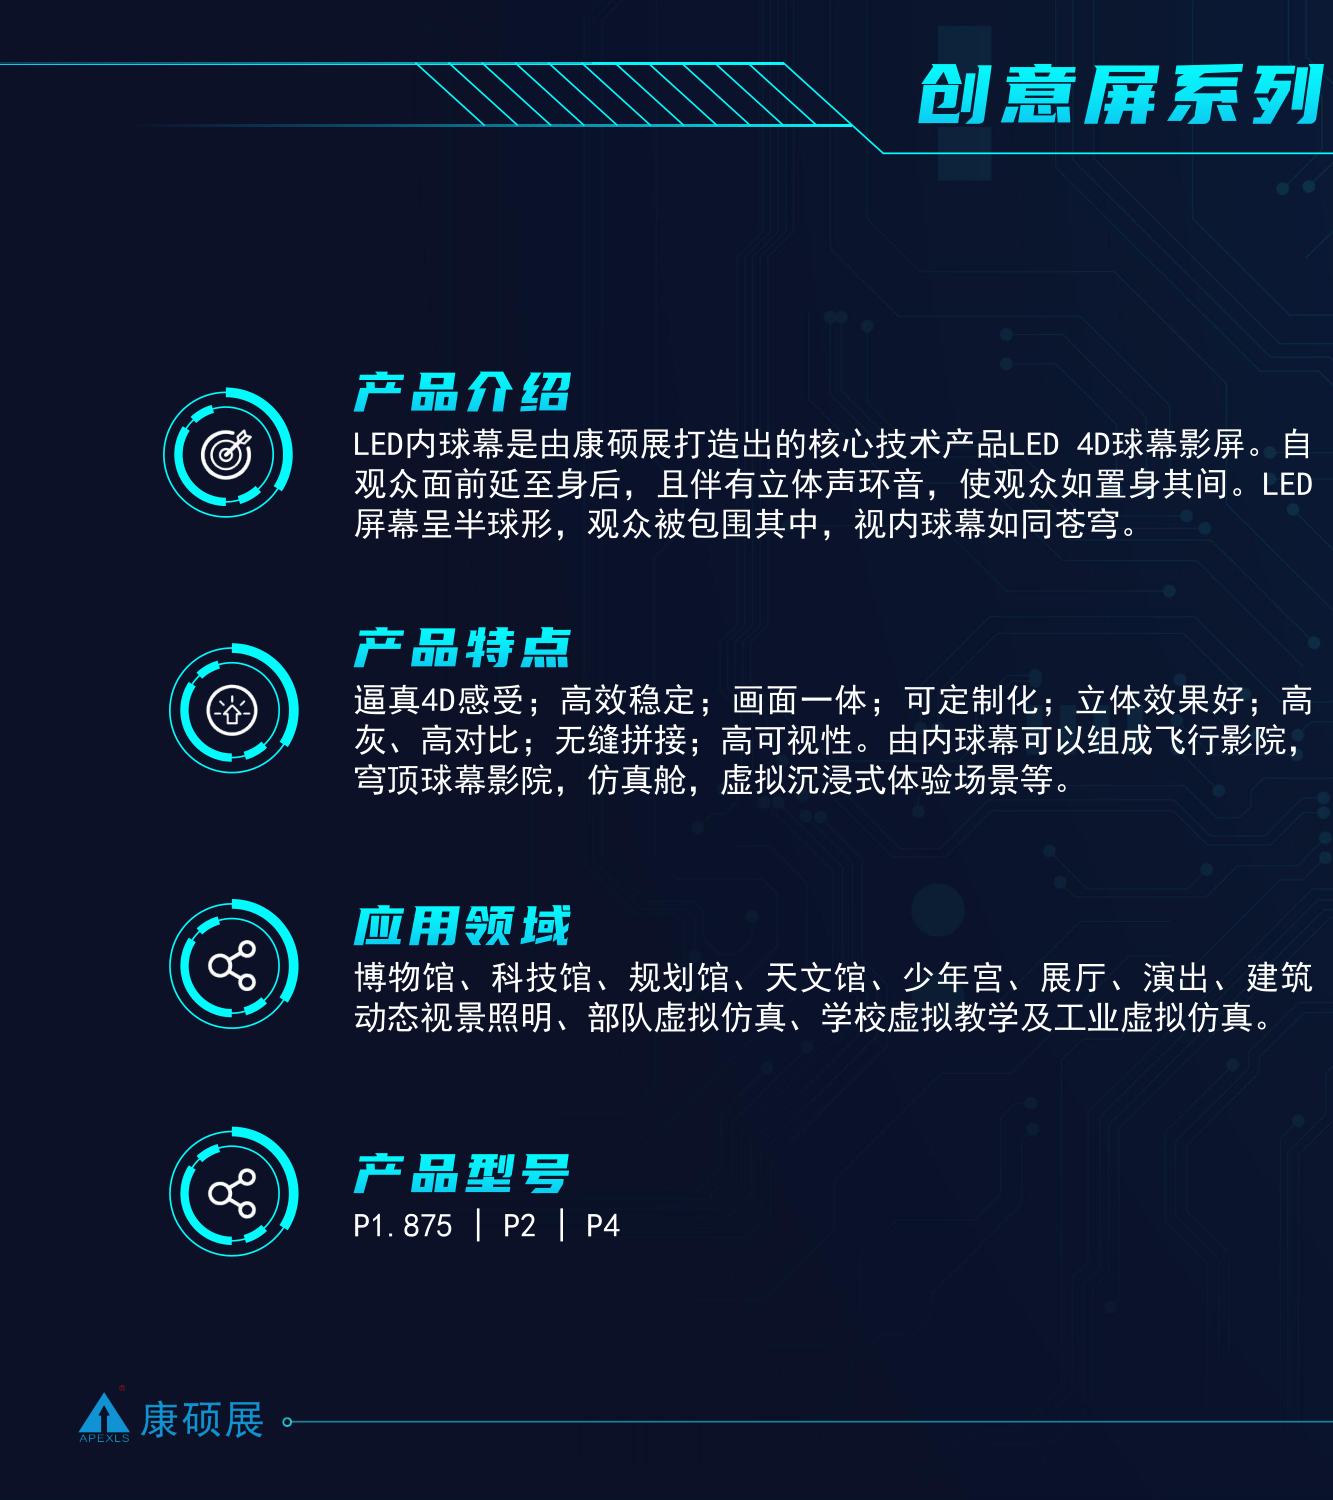 创意屏系列
产品介绍
LED内球幕是由康硕展打造出的核心技术产品LED 4D球幕影屏。自
观众面前延至身后，且伴有立体声环音，使观众如置身其间。LED
屏幕呈半球形，观众被包围其中，视内球幕如同苍穹。
产品特点
逼真4D感受；高效稳定；画面一体；可定制化；立体效果好；高
灰、高对比；无缝拼接；高可视性。由内球幕可以组成飞行影院，
穹顶球幕影院，仿真舱，虚拟沉浸式体验场景等。
应用领域
博物馆、科技馆、规划馆、天文馆、少年宫、展厅、演出、建筑
动态视景照明、部队虚拟仿真、学校虚拟教学及工业虚拟仿真。
产品型号
P1.875 | P2 | P4
®
APEXLS
康硕展